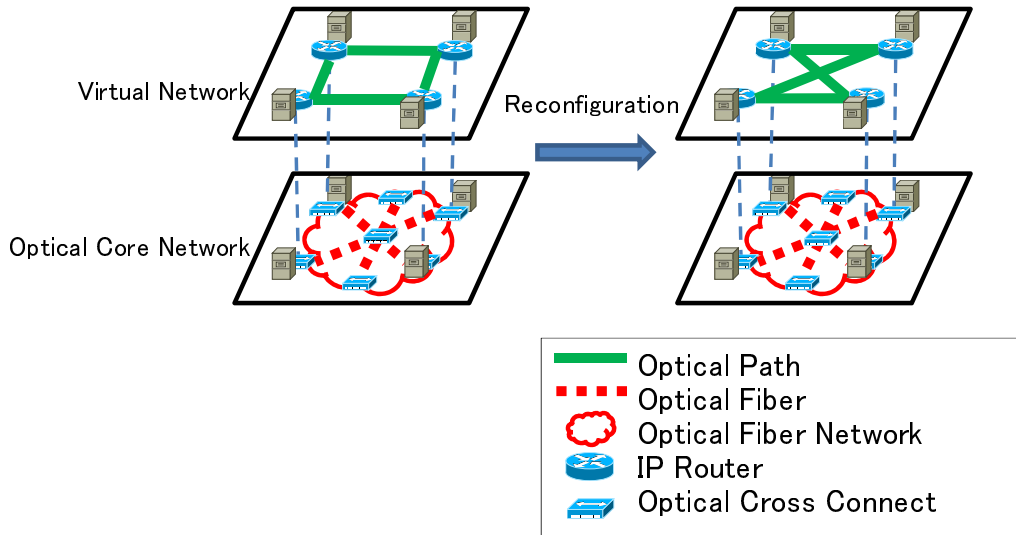 Virtual Network
Reconfiguration
Optical Core Network
Optical Path
Optical Fiber
Optical Fiber Network
IP Router
Optical Cross Connect